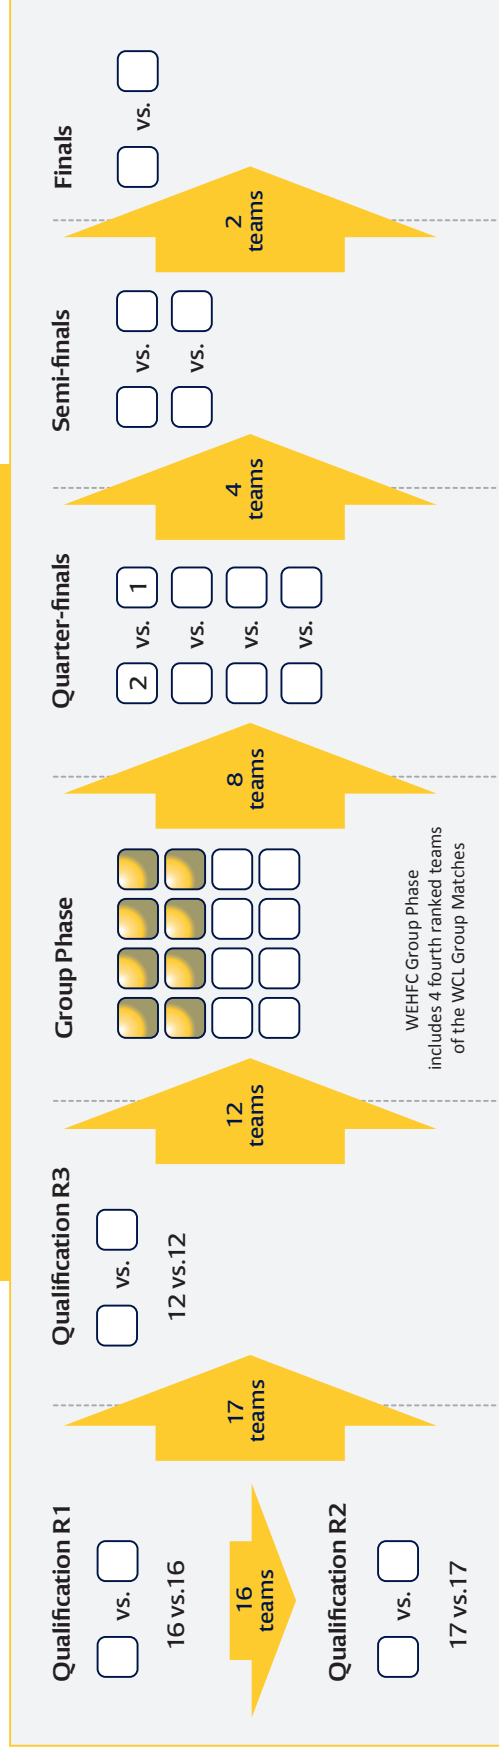 Qualification R1
vs.
16 vs.16
16
teams
Qualification R2
vs.
17 vs.17
17
teams
Qualification R3
vs.
12 vs.12
12
teams
Group Phase
WEHFC Group Phase
includes 4 fourth ranked teams
of the WCL Group Matches
8
teams
Quarter-finals
2 vs. 1
vs.
vs.
vs.
4
teams
Semi-finals
vs.
vs.
2
teams
Finals
vs.